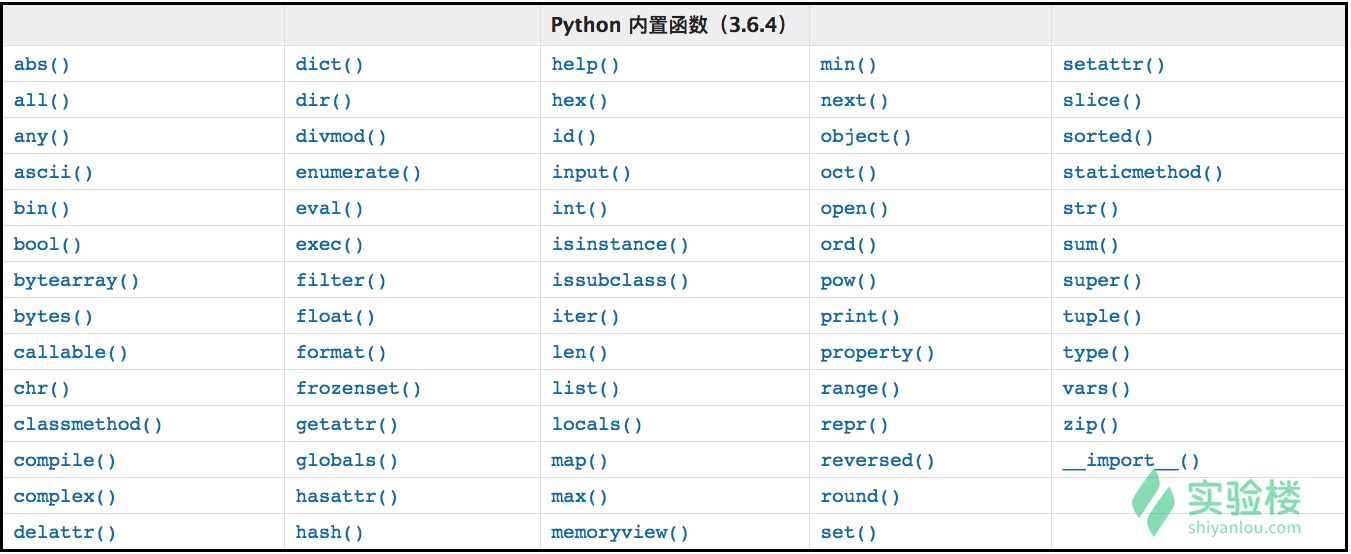 Python 内置函数（3.6.4）
abs() dict() help() min() setattr()
all() dir() hex() next() slice()
any() divmod() id() object() sorted()
ascii() enumerate() input() oct() staticmethod()
bin() eval() int() open() str()
bool() exec() isinstance() ord() sum()
bytearray() filter() issubclass() pow() super()
bytes() float() iter() print() tuple()
callable() format() len() property() type()
chr() frozenset() list() range() vars()
classmethod() getattr() locals() repr() zip()
compile() globals() map() reversed() __import__()
complex() hasattr() max() round()
delattr() hash() memoryview() set()
实验楼
shiyanlou.com